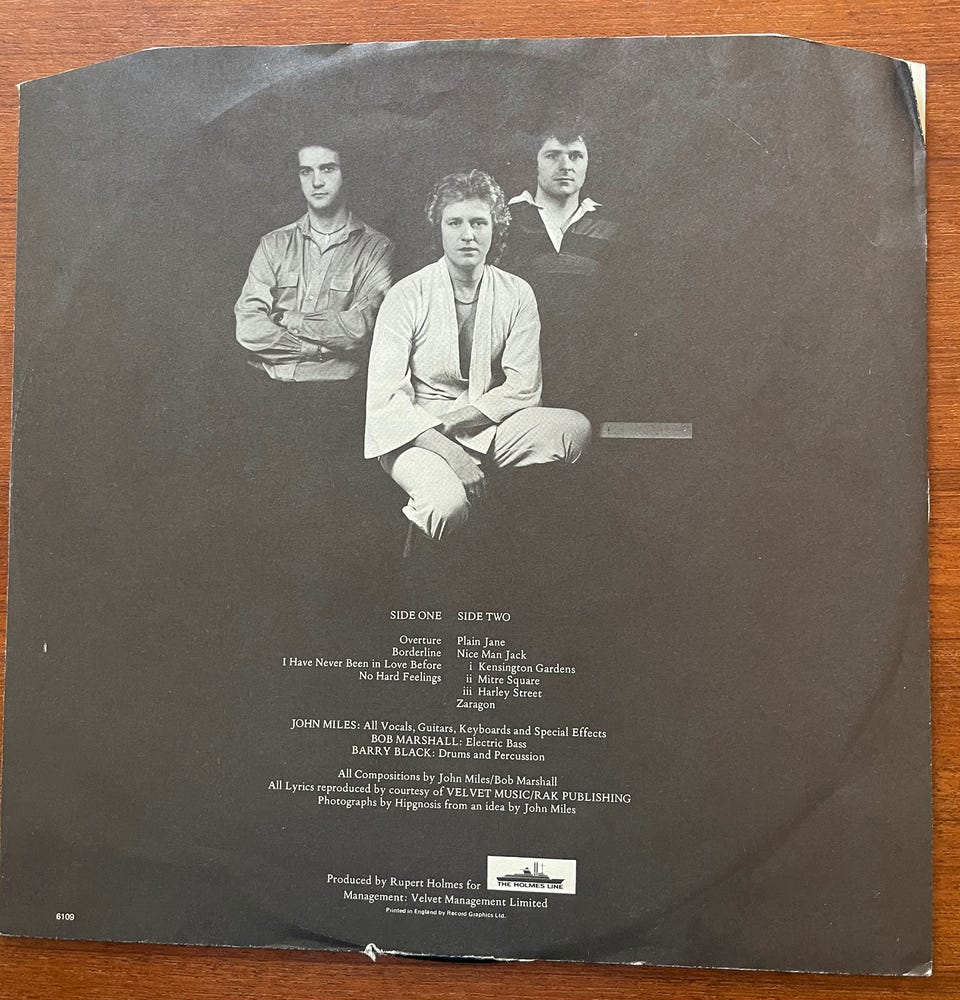 SIDE ONE
Overture
Borderline
I Have Never Been in Love Before
No Hard Feelings
SIDE TWO
Plain Jane
Nice Man Jack
i Kensington Gardens
ii Mitre Square
iii Harley Street
Zaragon
JOHN MILES: All Vocals, Guitars, Keyboards and Special Effects
BOB MARSHALL: Electric Bass
BARRY BLACK: Drums and Percussion
All Compositions by John Miles/Bob Marshall
All Lyrics reproduced by courtesy of VELVET MUSIC/RAK PUBLISHING
Photographs by Hipgnosis from an idea by John Miles
Produced by Rupert Holmes for
THE HOLMES LINE
Management: Velvet Management Limited
Printed in England by Record Graphics Ltd.
6109